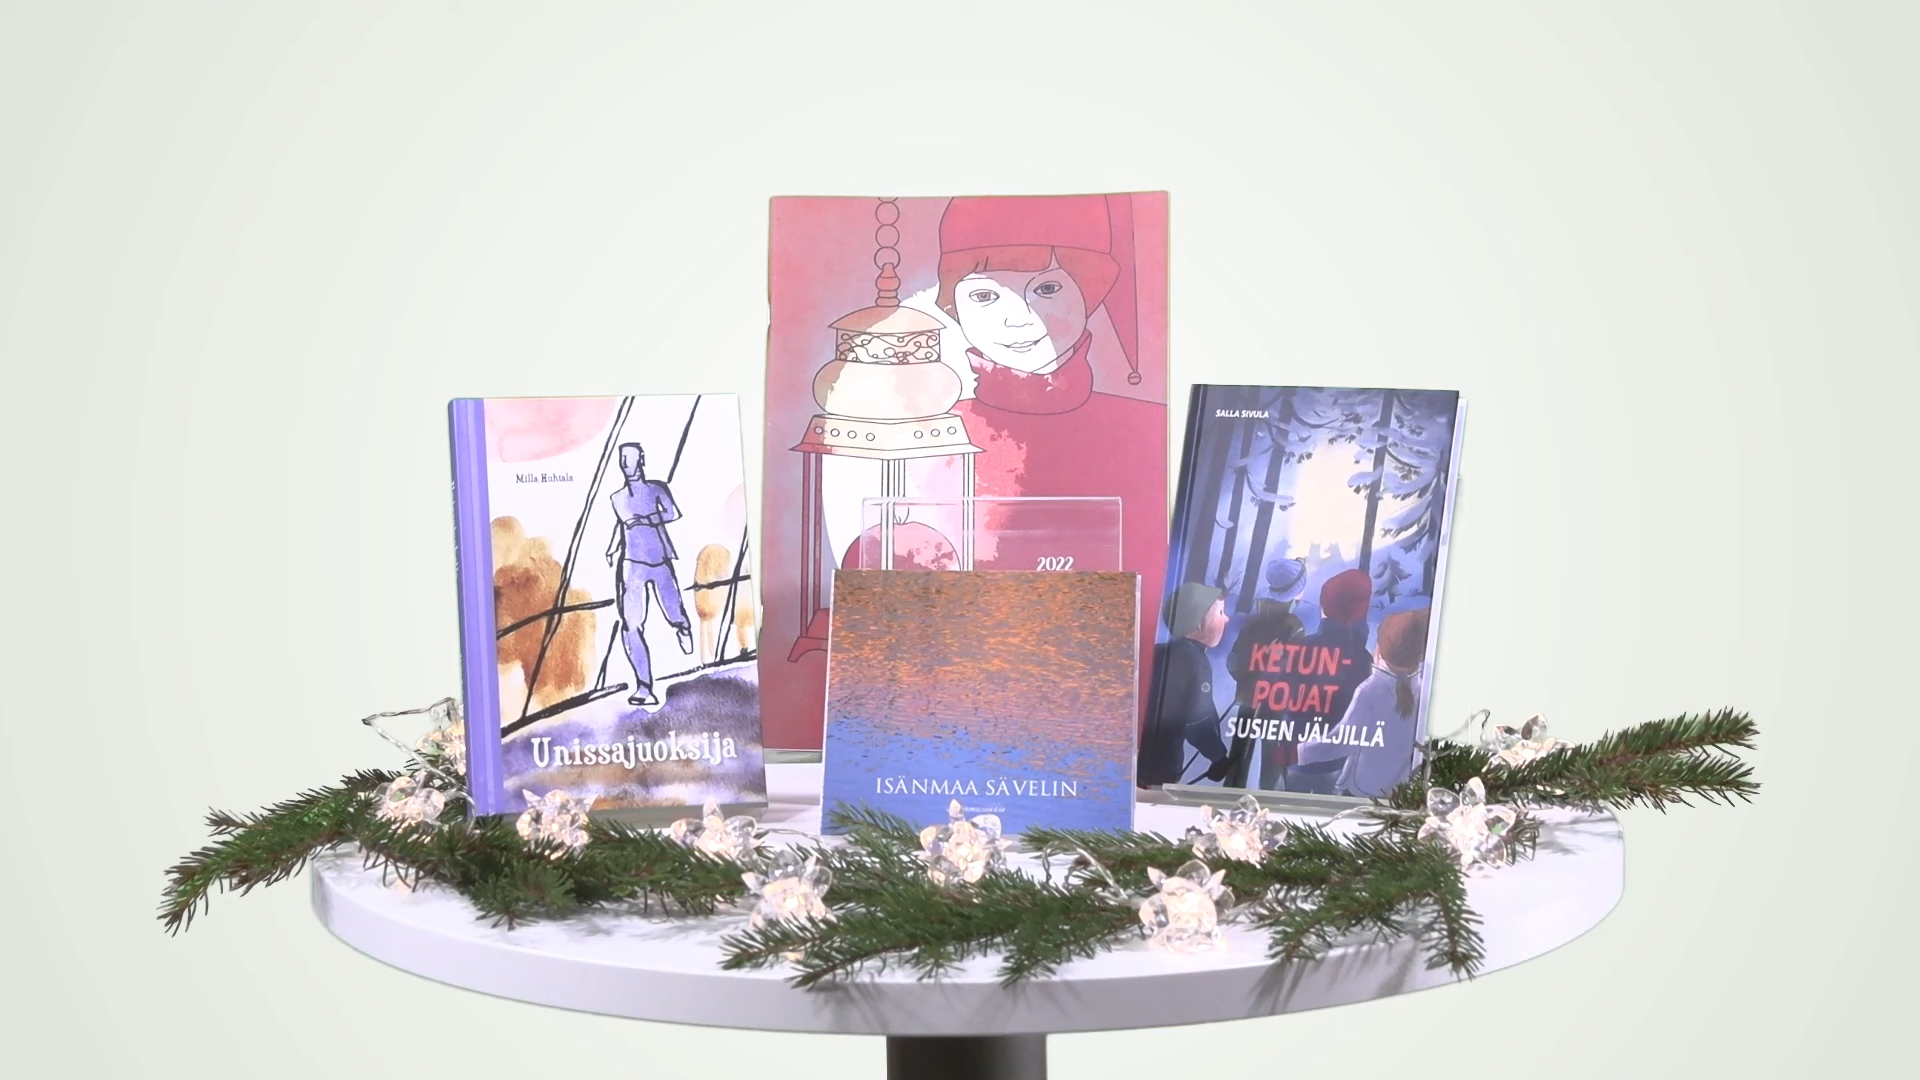 Milla Huhtala
Unissajuoksija
2022
ISÄNMAA SÄVELIN
SALLA SIVULA
KETUN-
POJAT
SUSIEN JÄLJILLÄ